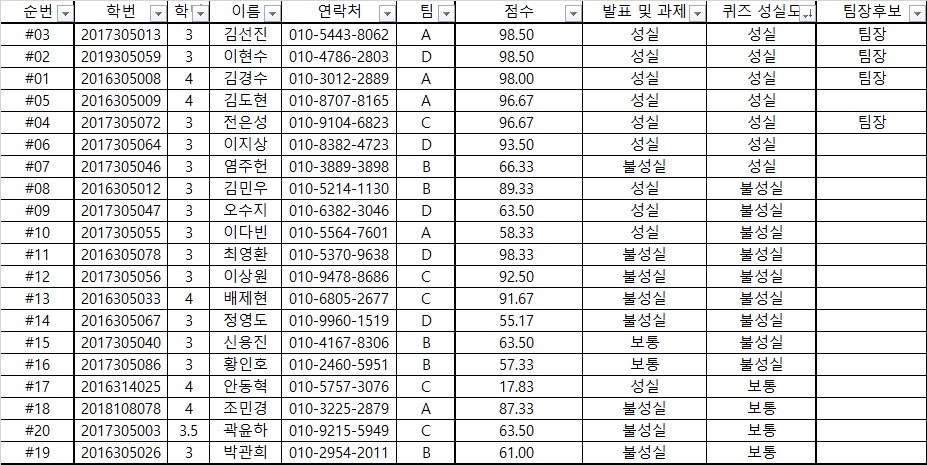 순번 학번 학년 이름 연락처 팀 점수 발표 및 과제 퀴즈 성실도 팀장후보
#03 2017305013 3 김선진 010-5443-8062 A 98.50 성실 성실 팀장
#02 2019305059 3 이현수 010-4786-2803 D 98.50 성실 성실 팀장
#01 2016305008 4 김경수 010-3012-2889 A 98.00 성실 성실 팀장
#05 2016305009 4 김도현 010-8707-8165 A 96.67 성실 성실
#04 2017305072 3 전은성 010-9104-6823 C 96.67 성실 성실 팀장
#06 2017305064 3 이지상 010-8382-4723 D 93.50 성실 성실
#07 2017305046 3 염주헌 010-3889-3898 B 66.33 불성실 성실
#08 2016305012 3 김민우 010-5214-1130 B 89.33 성실 불성실
#09 2017305047 3 오수지 010-6382-3046 D 63.50 성실 불성실
#10 2017305055 3 이다빈 010-5564-7601 A 58.33 성실 불성실
#11 2016305078 3 최영환 010-5370-9638 D 98.33 불성실 불성실
#12 2017305056 3 이상원 010-9478-8686 C 92.50 불성실 불성실
#13 2016305033 4 배제현 010-6805-2677 C 91.67 불성실 불성실
#14 2016305067 3 정영도 010-9960-1519 D 55.17 불성실 불성실
#15 2017305040 3 신용진 010-4167-8306 B 63.50 보통 불성실
#16 2017305086 3 황인호 010-2460-5951 B 57.33 보통 불성실
#17 2016314025 4 안동혁 010-5757-3076 C 17.83 성실 보통
#18 2018108078 4 조민경 010-3225-2879 A 87.33 불성실 보통
#20 2017305003 3.5 곽윤하 010-9215-5949 C 63.50 불성실 보통
#19 2016305026 3 박관희 010-2954-2011 B 61.00 불성실 보통